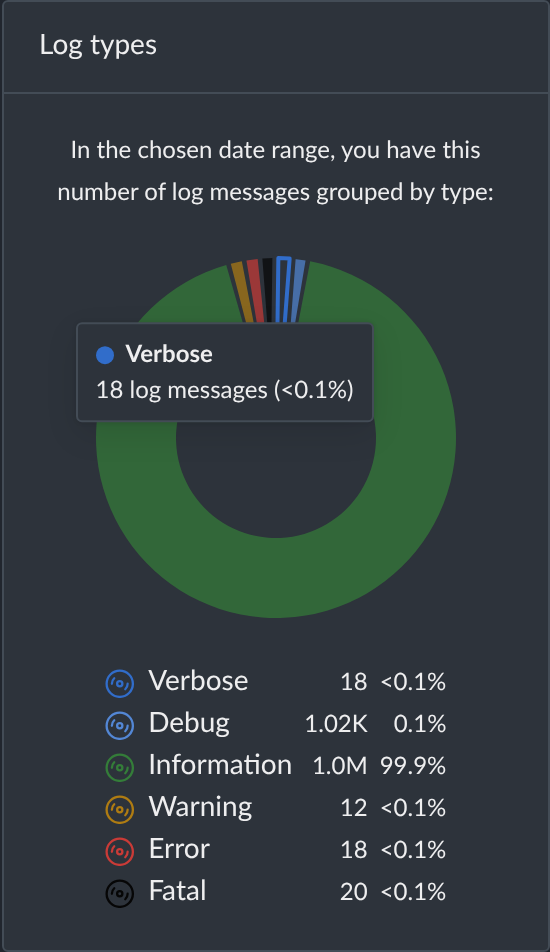 Log types
In the chosen date range, you have this
number of log messages grouped by type:
Verbose
18 log messages (<0.1%)
Verbose 18 <0.1%
Debug 1.02K 0.1%
Information 1.0M 99.9%
Warning 12 <0.1%
Error 18 <0.1%
Fatal 20 <0.1%